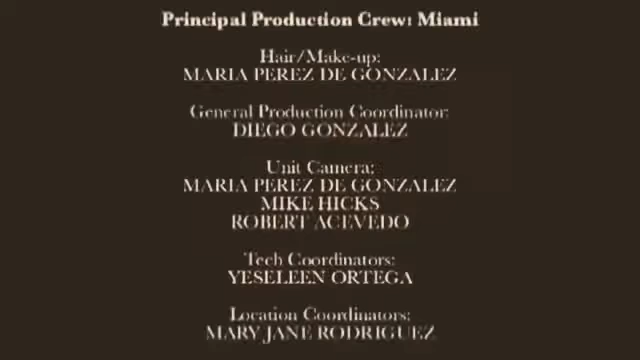 Principal Production Crew: Miami
Hair/Make-up:
MARIA PEREZ DE GONZALEZ
General Production Coordinator:
DIEGO GONZALEZ
Unit Camera:
MARIA PEREZ DE GONZALEZ
MIKE HICKS
ROBERT ACEVEDO
Tech Coordinators:
YESELEEN ORTEGA
Location Coordinators:
MARY JANE RODRIGUEZ